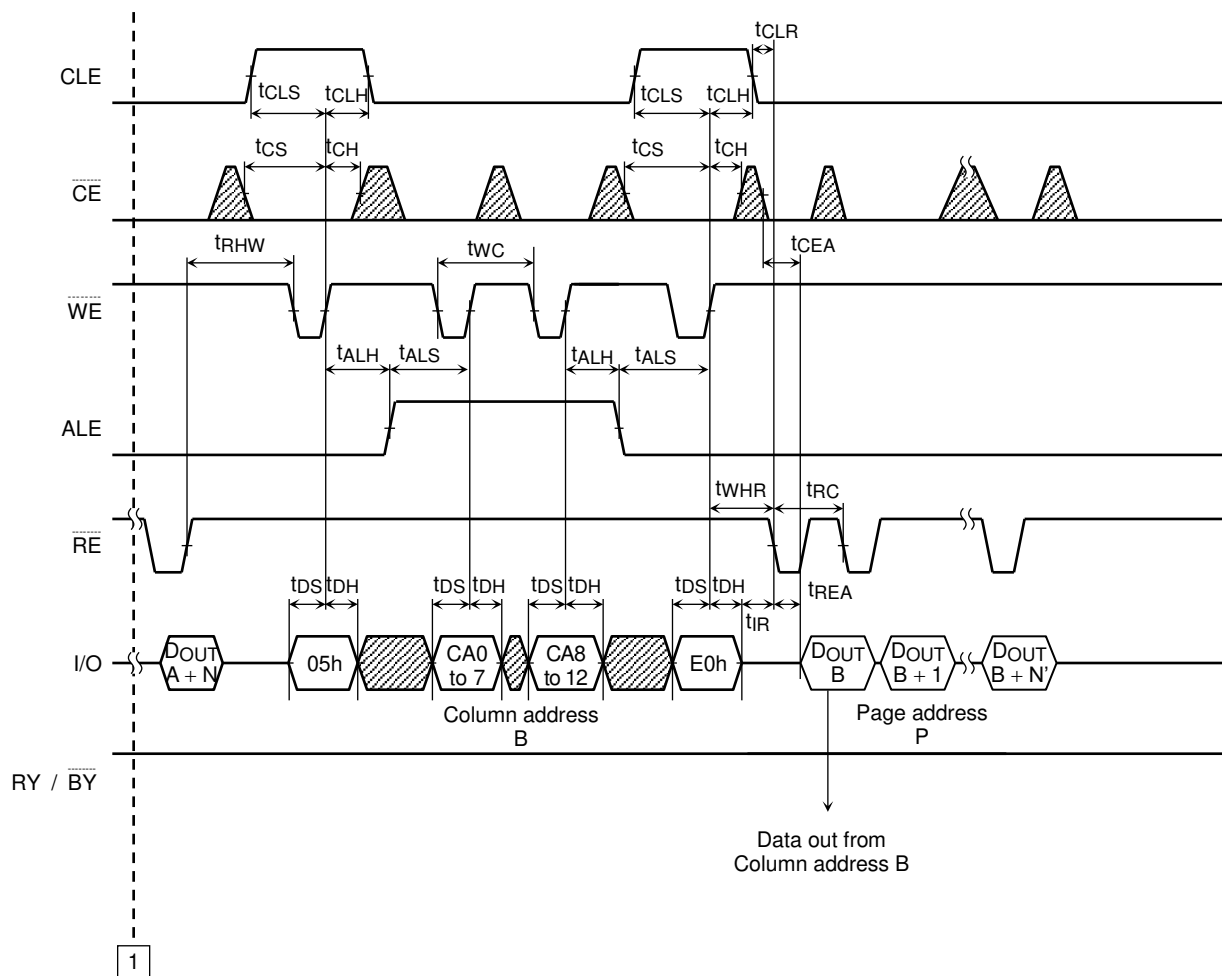 tCLR
CLE
tCLS tCLH tCLS tCLH
tCS tCH tCS tCH
CE
tRHW tWC tCEA
WE
tALH tALS tALH tALS
ALE
tWHR tRC
RE
tDS tDH tDS tDH tDS tDH tDS tDH tREA
tIR
I/O
DOUT
A + N
05h
CA0
to 7
CA8
to 12
E0h
DOUT
B
DOUT
B + 1
DOUT
B + N'
Column address
B
Page address
P
RY / BY
Data out from
Column address B
1